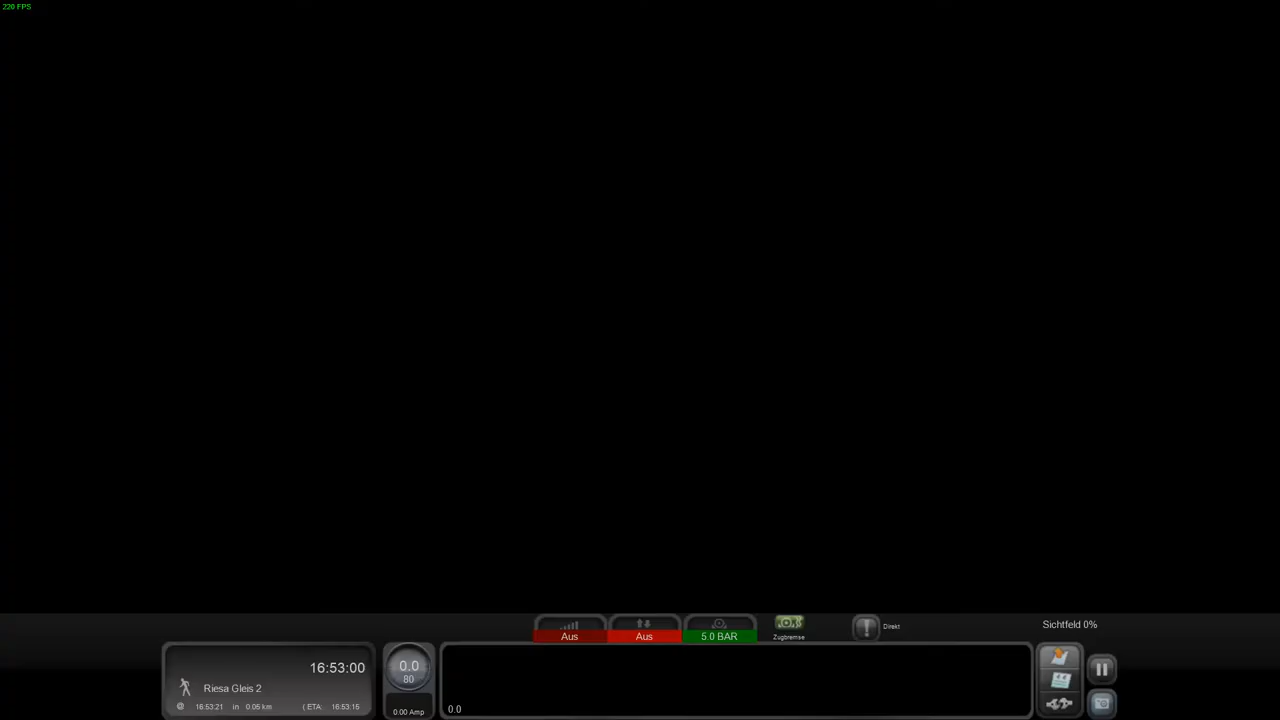 220 FPS
Aus
Aus
5.0 BAR
Zugbremse
Direkt
Sichtfeld 0%
16:53:00
Riesa Gleis 2
@ 16:53:21 in 0.05 km ( ETA: 16:53:15
0.0
80
0.00 Amp
0.0